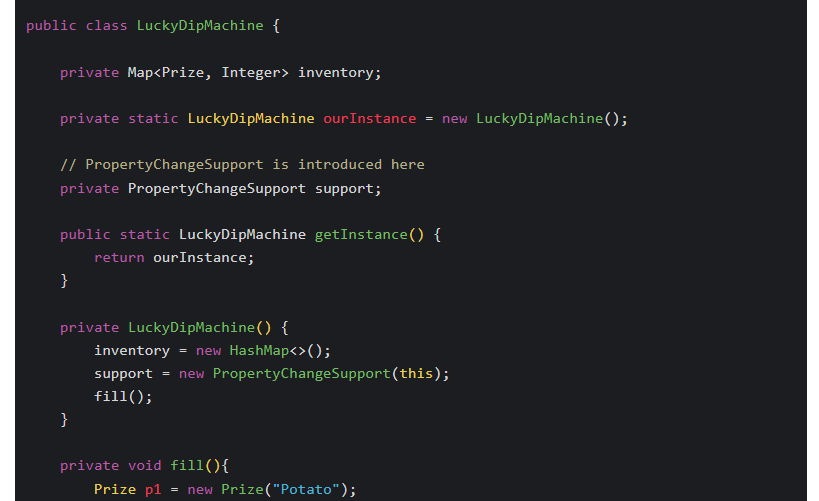 public class LuckyDipMachine {
private Map<Prize, Integer> inventory;
private static LuckyDipMachine ourInstance = new LuckyDipMachine();
// PropertyChangeSupport is introduced here
private PropertyChangeSupport support;
public static LuckyDipMachine getInstance() {
return ourInstance;
}
private LuckyDipMachine() {
inventory = new HashMap<>();
support = new PropertyChangeSupport(this);
fill();
}
private void fill(){
Prize p1 = new Prize("Potato");